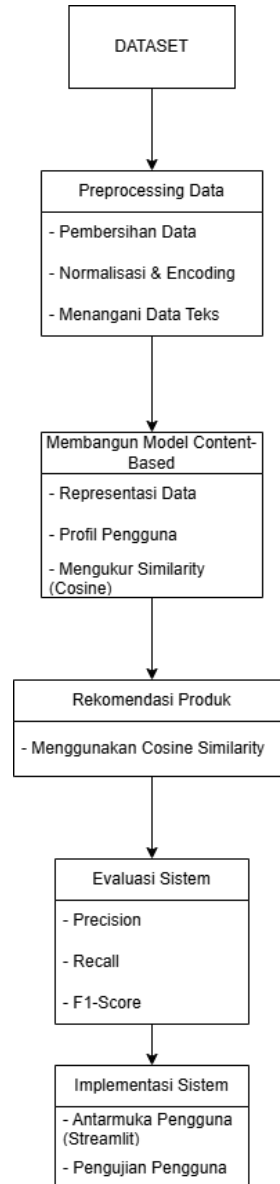 DATASET
Preprocessing Data
- Pembersihan Data
- Normalisasi & Encoding
- Menangani Data Teks
Membangun Model Content-
Based
- Representasi Data
- Profil Pengguna
- Mengukur Similarity
(Cosine)
Rekomendasi Produk
- Menggunakan Cosine Similarity
Evaluasi Sistem
- Precision
- Recall
- F1-Score
Implementasi Sistem
- Antarmuka Pengguna
(Streamlit)
- Pengujian Pengguna